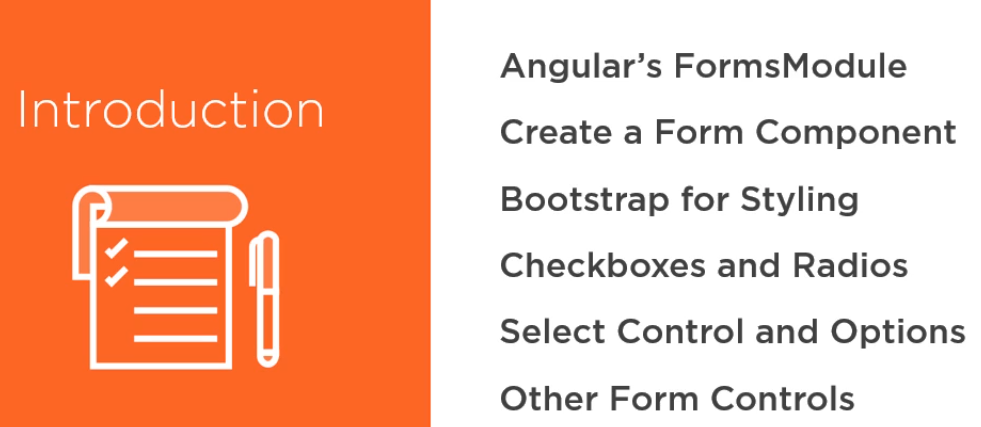 Introduction
Angular’s FormsModule
Create a Form Component
Bootstrap for Styling
Checkboxes and Radios
Select Control and Options
Other Form Controls